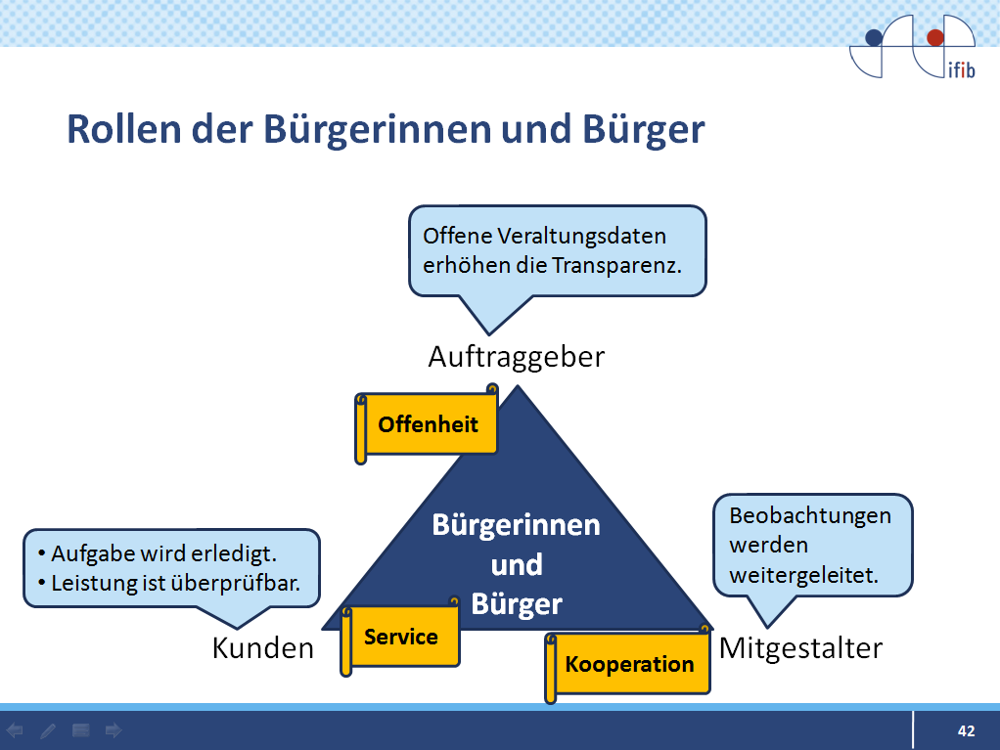 ifib
Rollen der Bürgerinnen und Bürger
Offene Veraltungsdaten
erhöhen die Transparenz.
Auftraggeber
Offenheit
Bürgerinnen
und
Bürger
Beobachtungen
werden
weitergeleitet.
• Aufgabe wird erledigt.
• Leistung ist überprüfbar.
Service
Kunden
Kooperation
Mitgestalter
42